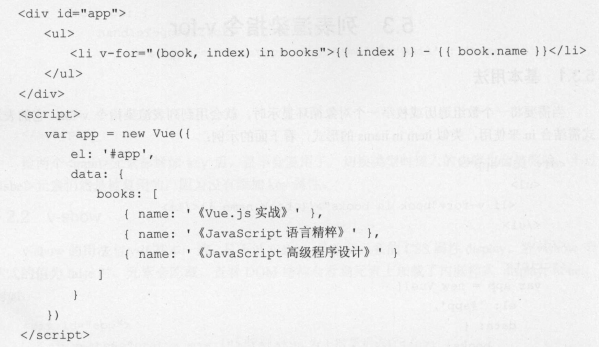 <div id="app">
<ul>
<li v-for="(book, index) in books">{{ index }} - {{ book.name }}</li>
</ul>
</div>
<script>
var app = new Vue({
el: '#app',
data: {
books: [
{ name: '《Vue.js 实战》' },
{ name: '《JavaScript 语言精粹》' },
{ name: '《JavaScript 高级程序设计》' }
]
}
})
</script>